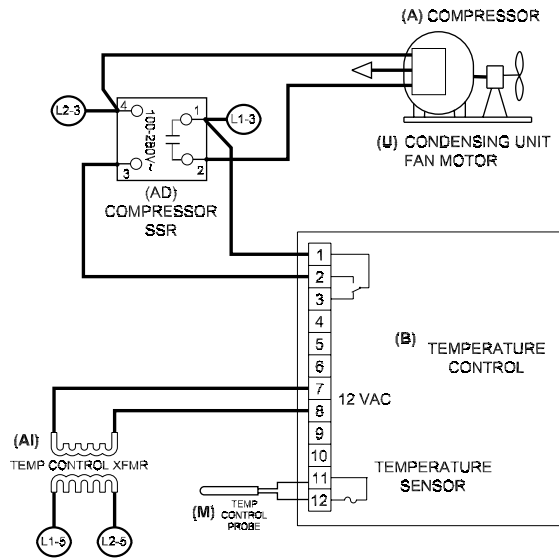 (A) COMPRESSOR
L2-3
4
1
L1-3
100-280V~
3
2
(U) CONDENSING UNIT
FAN MOTOR
(AD)
COMPRESSOR
SSR
1
2
3
4
5
6
7
8
9
10
11
12
(B) TEMPERATURE
CONTROL
12 VAC
(AI)
TEMP CONTROL XFMR
TEMPERATURE
SENSOR
(M)
TEMP
CONTROL
PROBE
L1-5
L2-5